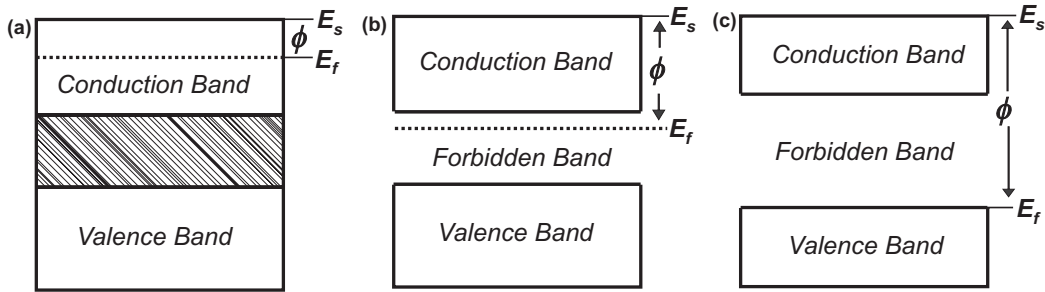 (a)
E_s
ϕ
E_f
Conduction Band
Valence Band
(b)
E_s
Conduction Band
ϕ
E_f
Forbidden Band
Valence Band
(c)
E_s
Conduction Band
ϕ
Forbidden Band
E_f
Valence Band